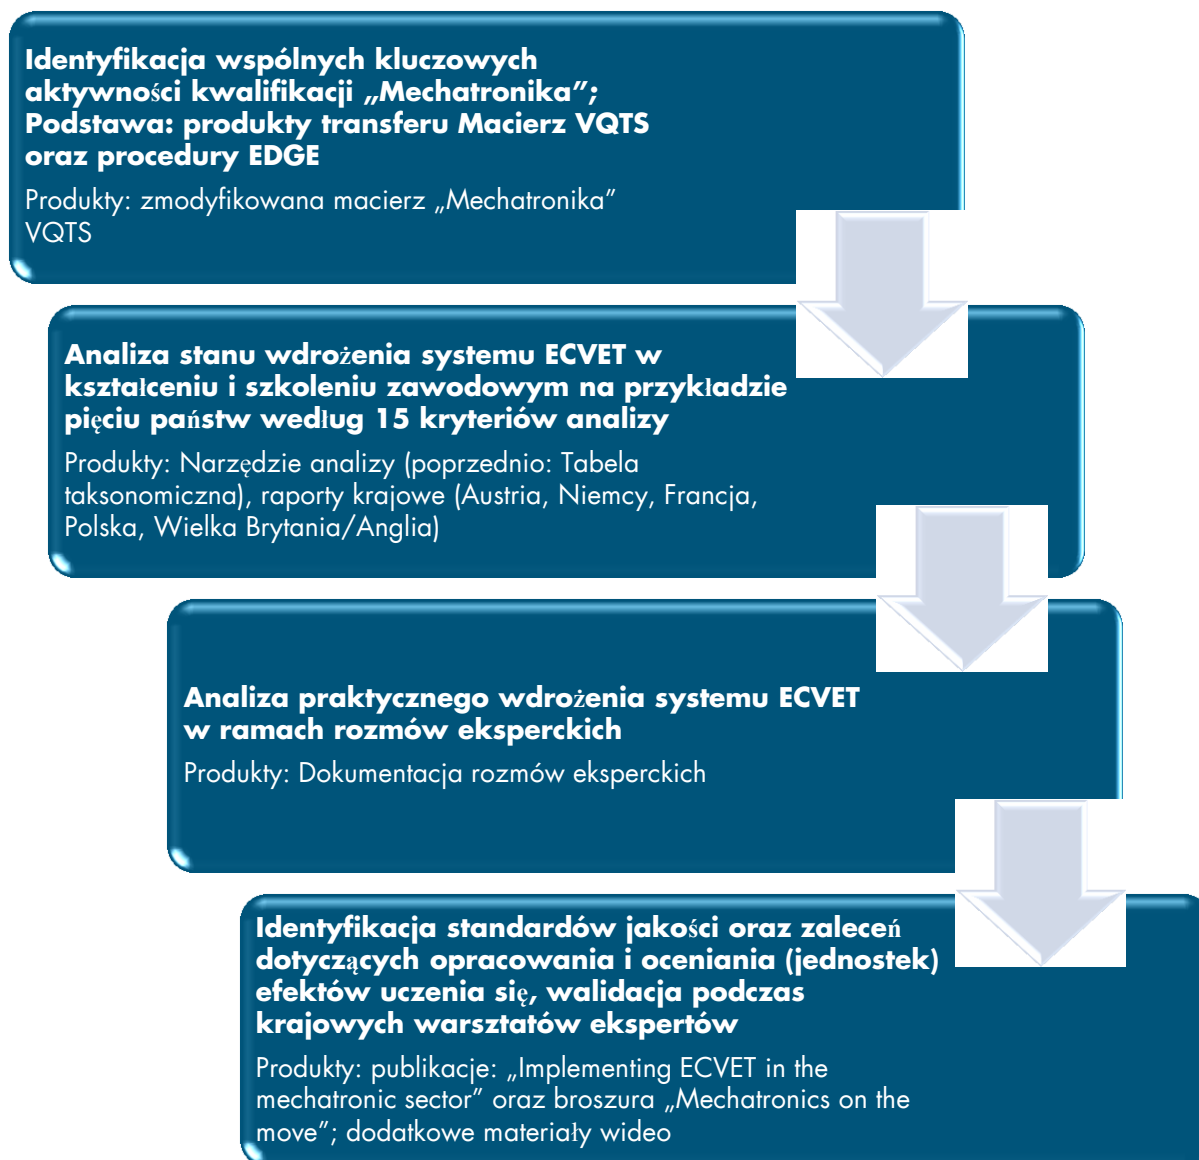 Identyfikacja wspólnych kluczowych
aktywności kwalifikacji „Mechatronika”;
Podstawa: produkty transferu Macierz VQTS
oraz procedury EDGE
Produkty: zmodyfikowana macierz „Mechatronika”
VQTS
Analiza stanu wdrożenia systemu ECVET w
kształceniu i szkoleniu zawodowym na przykładzie
pięciu państw według 15 kryteriów analizy
Produkty: Narzędzie analizy (poprzednio: Tabela
taksonomiczna), raporty krajowe (Austria, Niemcy, Francja,
Polska, Wielka Brytania/Anglia)
Analiza praktycznego wdrożenia systemu ECVET
w ramach rozmów eksperckich
Produkty: Dokumentacja rozmów eksperckich
Identyfikacja standardów jakości oraz zaleceń
dotyczących opracowania i oceniania (jednostek)
efektów uczenia się, walidacja podczas
krajowych warsztatów ekspertów
Produkty: publikacje: „Implementing ECVET in the
mechatronic sector” oraz broszura „Mechatronics on the
move”; dodatkowe materiały wideo